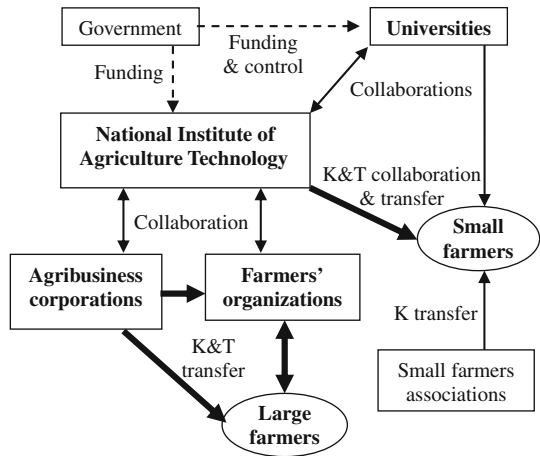 Government
Universities
Funding
& control
Funding
Collaborations
National Institute of
Agriculture Technology
K&T collaboration
& transfer
Collaboration
Small
farmers
Agribusiness
corporations
Farmers'
organizations
K transfer
K&T
transfer
Small farmers
associations
Large
farmers